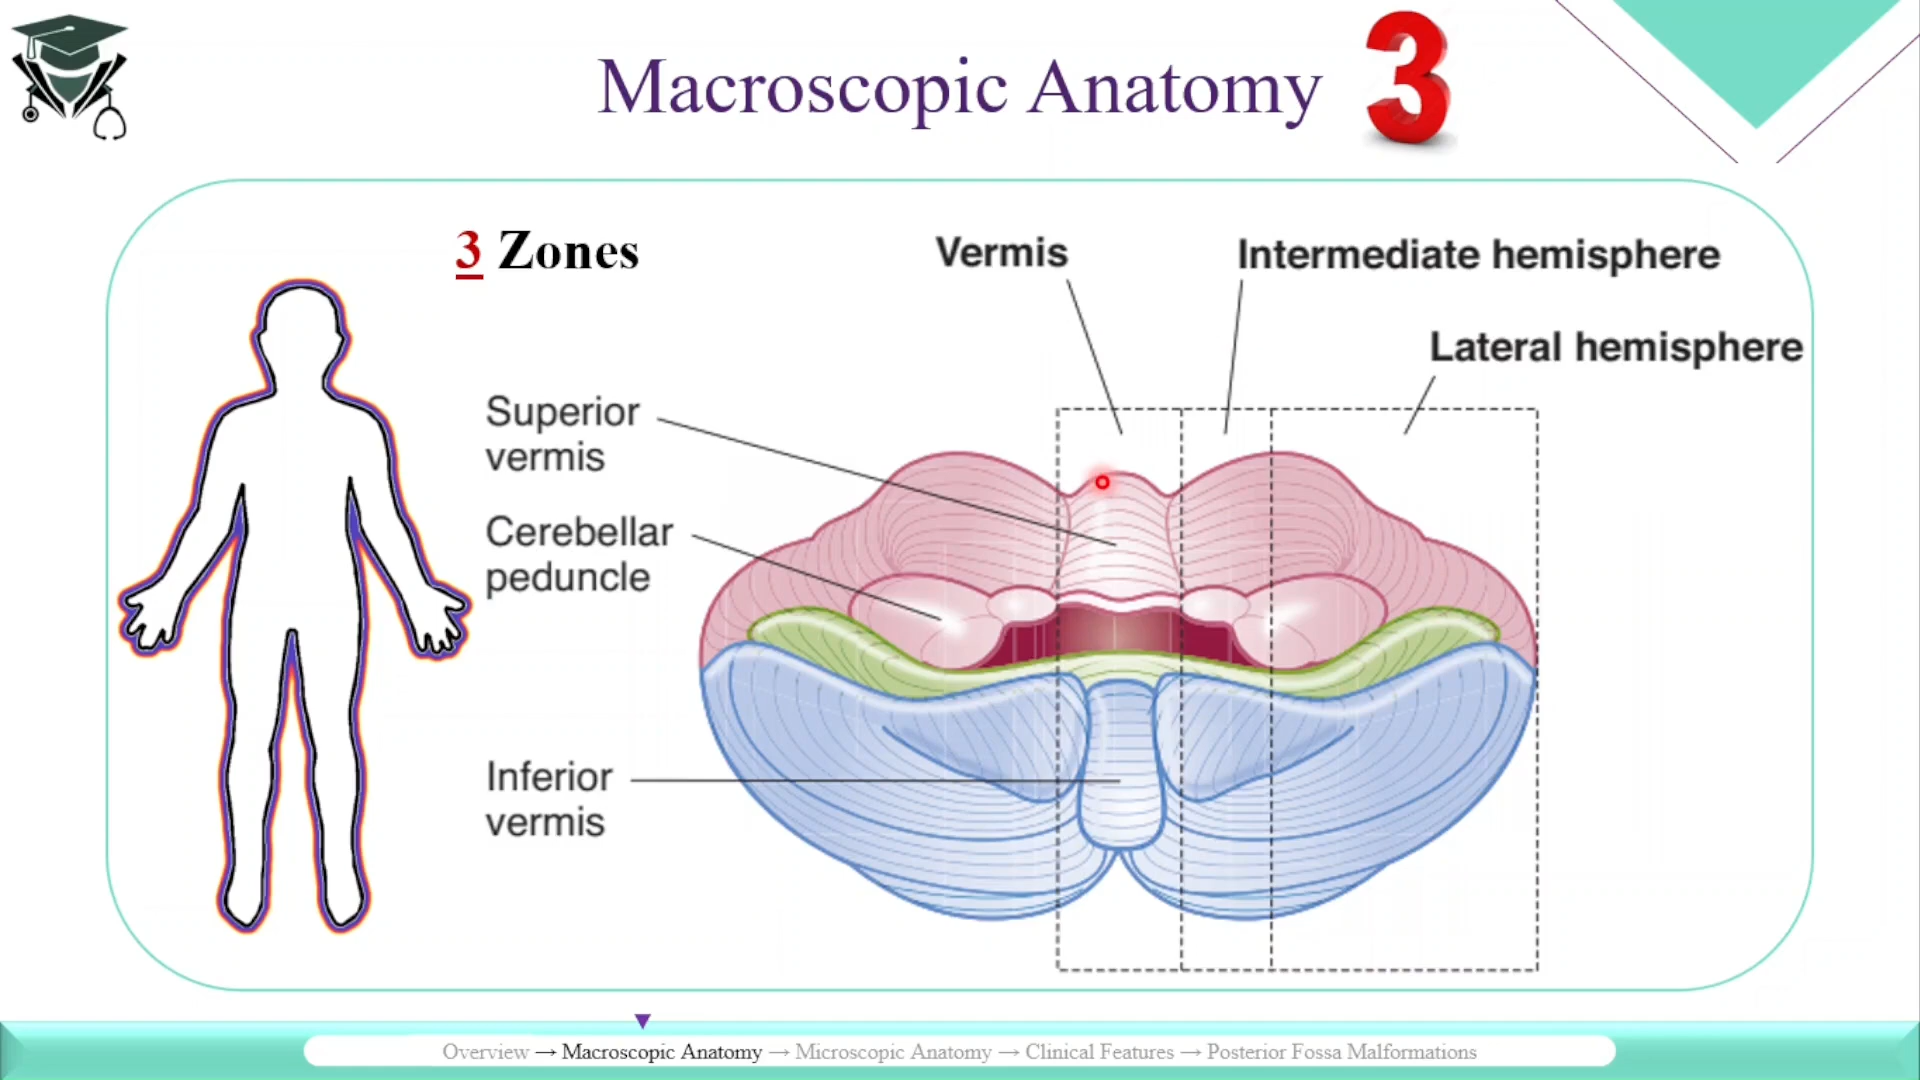 Macroscopic Anatomy 3
3 Zones
Vermis
Intermediate hemisphere
Lateral hemisphere
Superior
vermis
Cerebellar
peduncle
Inferior
vermis
Overview → Macroscopic Anatomy → Microscopic Anatomy → Clinical Features → Posterior Fossa Malformations